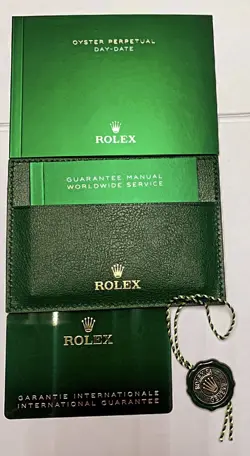 OYSTER PERPETUAL
DAY-DATE
ROLEX
GUARANTEE MANUAL
WORLDWIDE SERVICE
ROLEX
ROLEX
GARANTIE INTERNATIONALE
INTERNATIONAL GUARANTEE